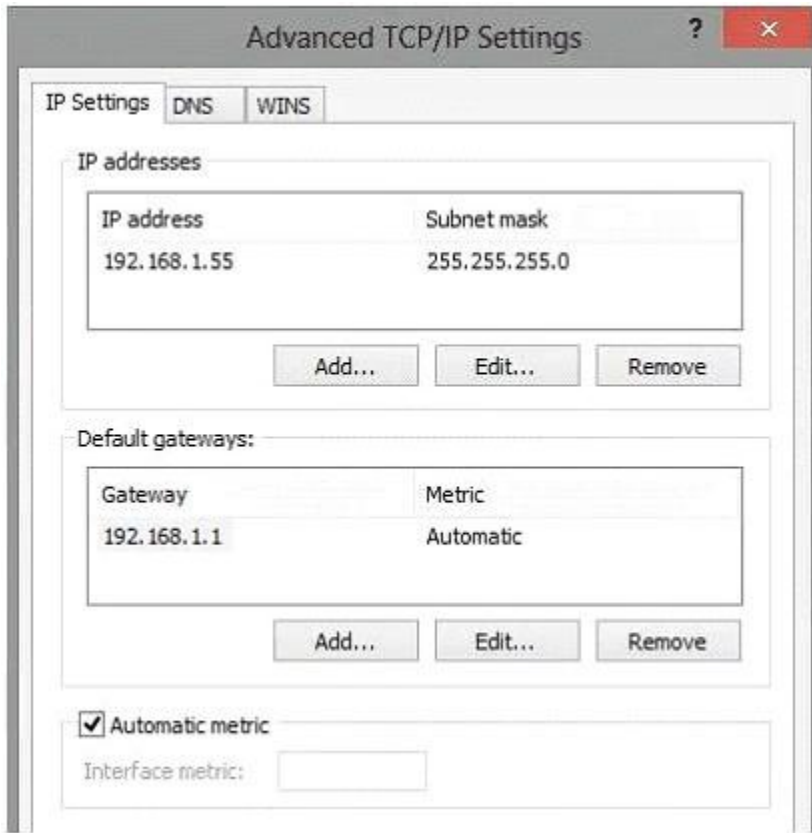 Advanced TCP/IP Settings ? ×
IP Settings DNS WINS
IP addresses
IP address Subnet mask
192.168.1.55 255.255.255.0
Add... Edit... Remove
Default gateways:
Gateway Metric
192.168.1.1 Automatic
Add... Edit... Remove
Automatic metric
Interface metric: